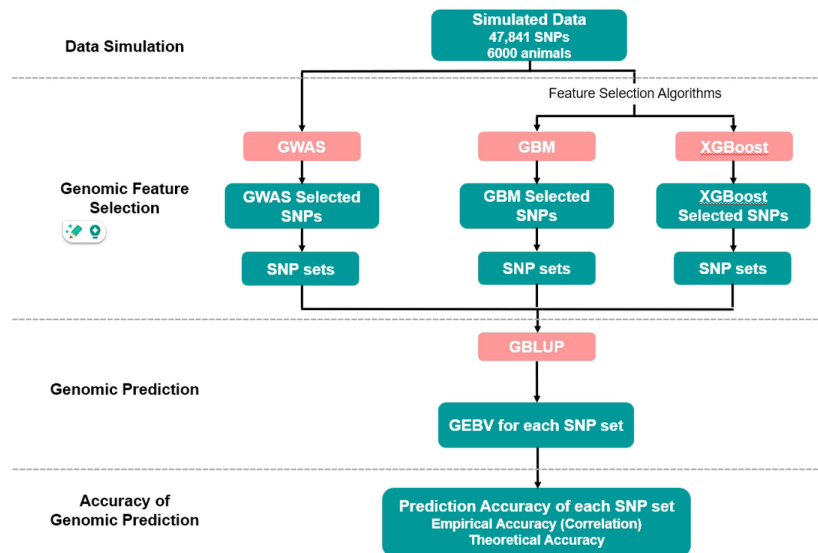 Simulated Data
47,841 SNPs
6000 animals
Data Simulation
Feature Selection Algorithms
GWAS
GBM
XGBoost
Genomic Feature
Selection
GWAS Selected
SNPs
GBM Selected
SNPs
XGBoost
Selected SNPs
SNP sets
SNP sets
SNP sets
GBLUP
Genomic Prediction
GEBV for each SNP set
Accuracy of
Genomic Prediction
Prediction Accuracy of each SNP set
Empirical Accuracy (Correlation)
Theoretical Accuracy